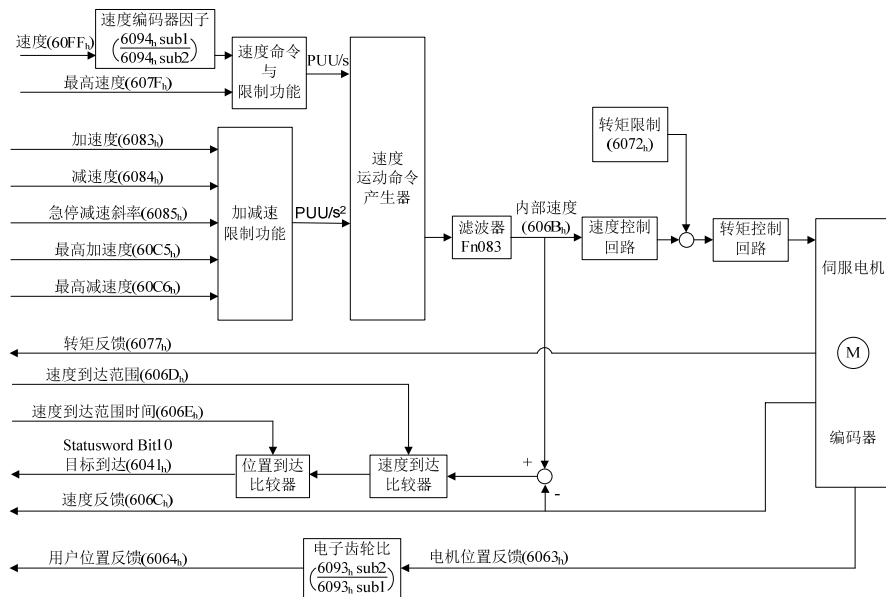 速度(60FFh)
速度编码器因子
(6094h sub1
6094h sub2)
最高速度(607Fh)
速度命令
与
限制功能
PUU/s
加速度(6083h)
减速度(6084h)
急停减速斜率(6085h)
最高加速度(60C5h)
最高减速度(60C6h)
加减速
限制功能
PUU/s²
速度
运动命令
产生器
滤波器
Fn083
内部速度
(606Bh)
速度控制
回路
转矩限制
(6072h)
转矩控制
回路
伺服电机
M
编码器
转矩反馈(6077h)
速度到达范围(606Dh)
速度到达范围时间(606Eh)
Statusword Bit10
目标到达(6041h)
位置到达
比较器
速度到达
比较器
+
-
速度反馈(606Ch)
用户位置反馈(6064h)
电子齿轮比
(6093h sub2
6093h sub1)
电机位置反馈(6063h)